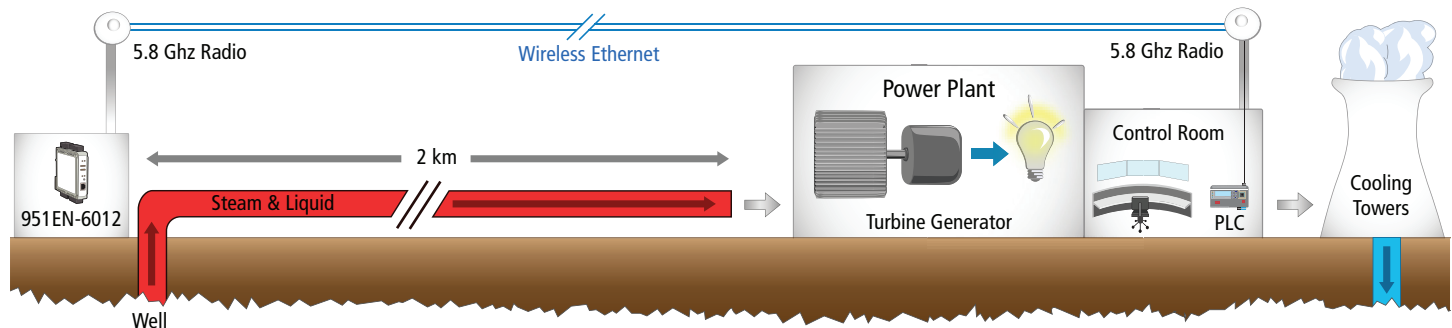 5.8 Ghz Radio
Wireless Ethernet
5.8 Ghz Radio
951EN-6012
2 km
Steam & Liquid
Well
Power Plant
Turbine Generator
Control Room
PLC
Cooling
Towers